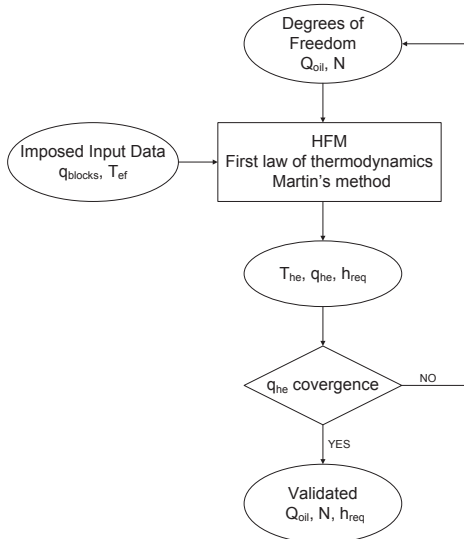 Degrees of
Freedom
Qoil, N
Imposed Input Data
qblocks, Tef
HFM
First law of thermodynamics
Martin's method
The, qhe, hreq
qhe covergence
NO
YES
Validated
Qoil, N, hreq